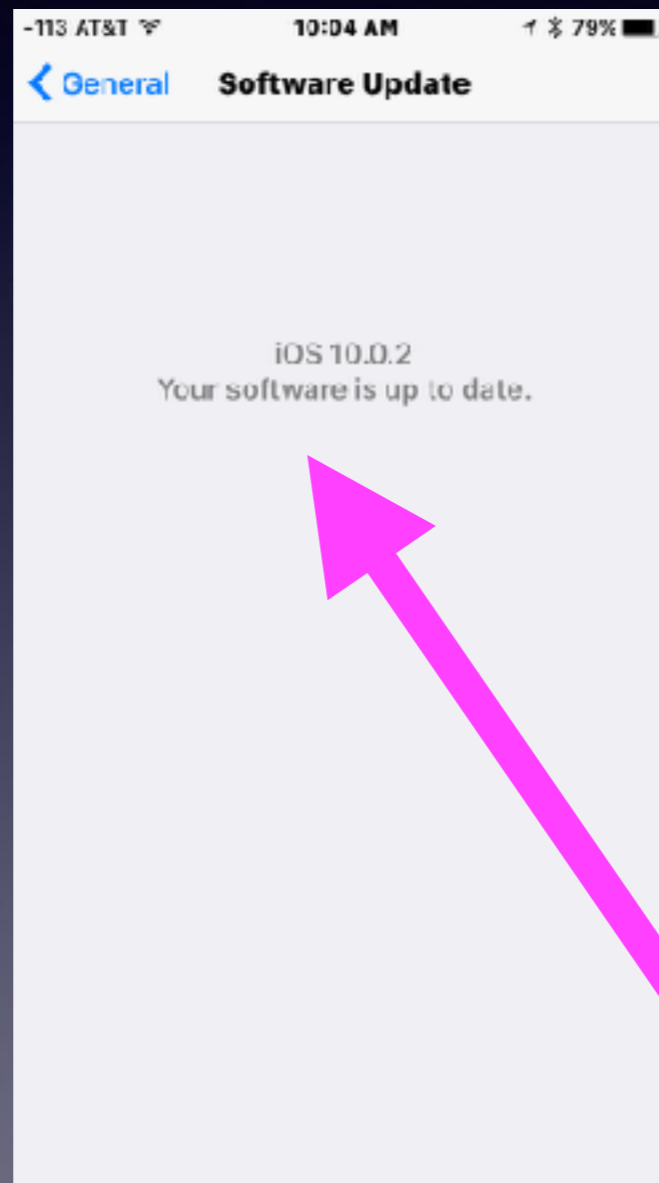 -113 AT&T 10:04 AM 79%
General Software Update
iOS 10.0.2
Your software is up to date.